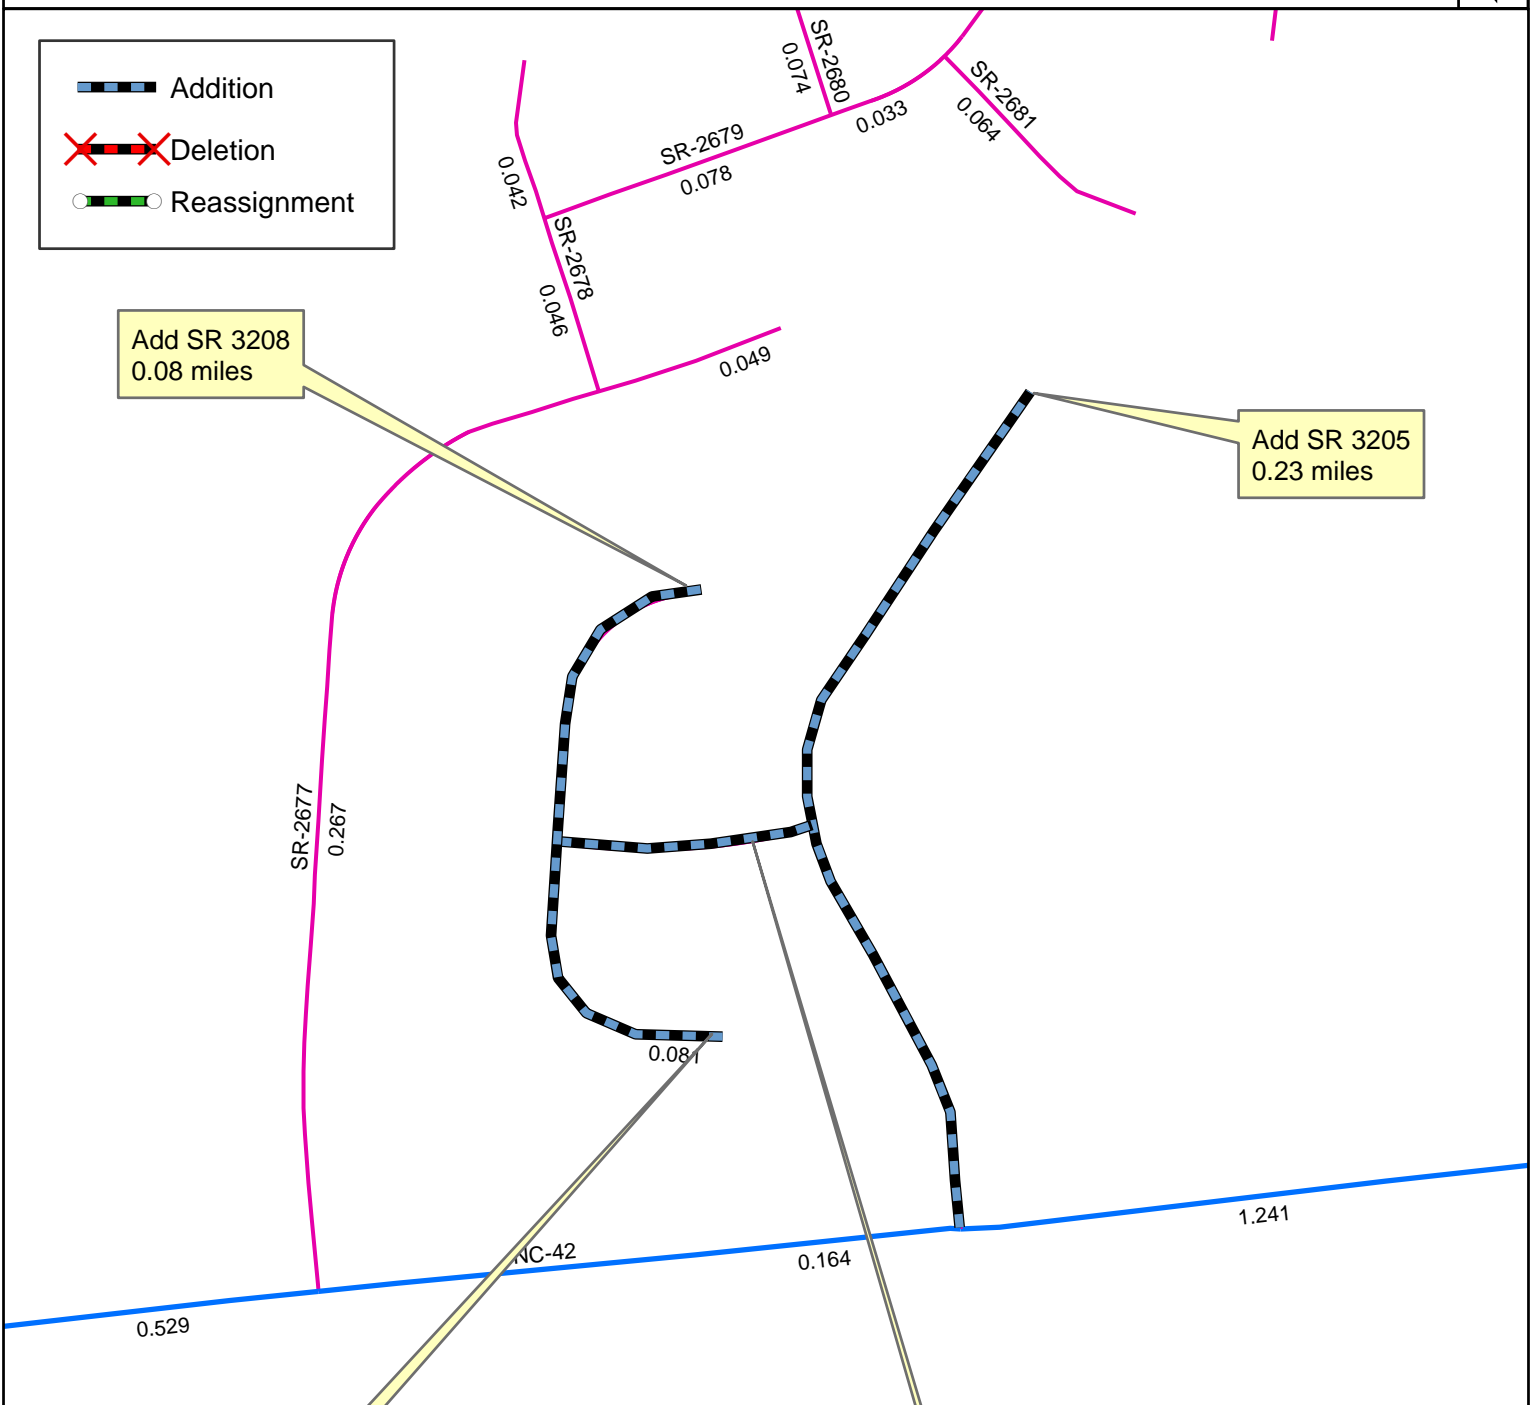 Addition
Deletion
Reassignment
SR-2680
0.074
0.033
SR-2681
0.064
SR-2679
0.078
0.042
SR-2678
0.046
0.049
Add SR 3208
0.08 miles
Add SR 3205
0.23 miles
SR-2677
0.267
0.081
NC-42
0.164
1.241
0.529